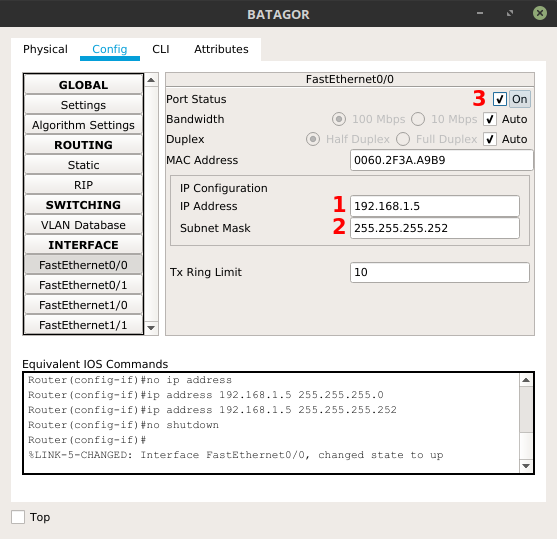 BATAGOR
Physical Config CLI Attributes
GLOBAL
Settings
Algorithm Settings
ROUTING
Static
RIP
SWITCHING
VLAN Database
INTERFACE
FastEthernet0/0
FastEthernet0/1
FastEthernet1/0
FastEthernet1/1
FastEthernet0/0
Port Status 3 On
Bandwidth 100 Mbps 10 Mbps Auto
Duplex Half Duplex Full Duplex Auto
MAC Address 0060.2F3A.A9B9
IP Configuration
IP Address 1 192.168.1.5
Subnet Mask 2 255.255.255.252
Tx Ring Limit 10
Equivalent IOS Commands
Router(config-if)#no ip address
Router(config-if)#ip address 192.168.1.5 255.255.255.0
Router(config-if)#ip address 192.168.1.5 255.255.255.252
Router(config-if)#no shutdown
Router(config-if)#
%LINK-5-CHANGED: Interface FastEthernet0/0, changed state to up
Top